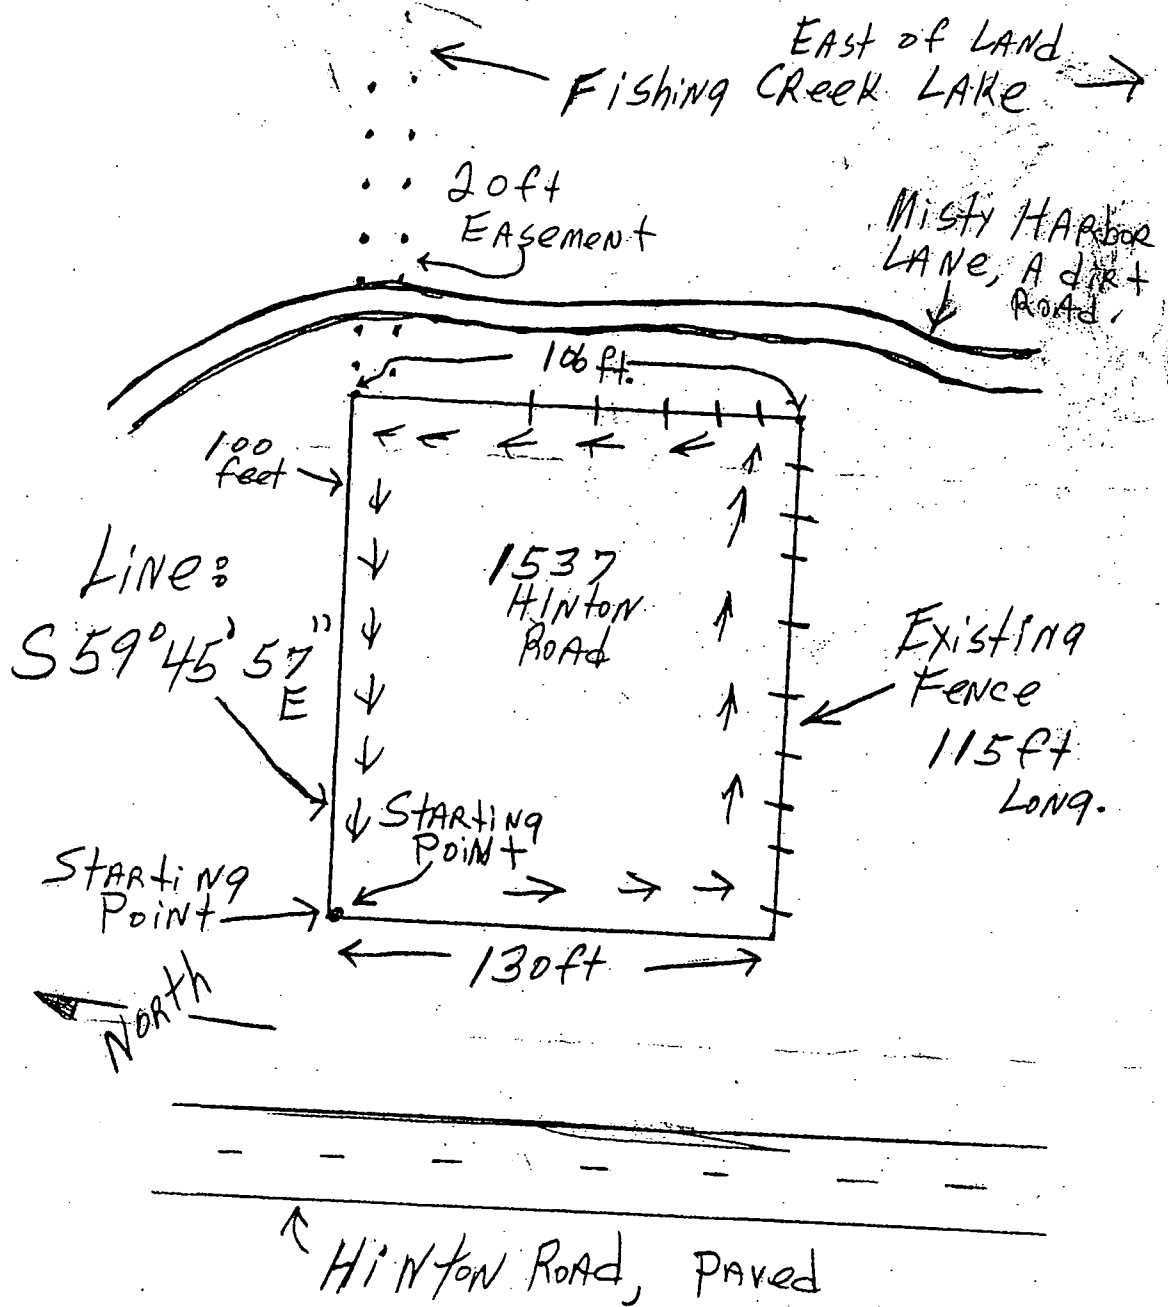 EAst of LAND
Fishing CReek LAKe
20ft
EAsement
Misty HARboR
LANe, A diRt
ROAd.
106 ft.
100
feet
LiNe:
S 59° 45' 57"
E
1537
HINtoN
ROAd
ExistiNg
FeNce
115ft
LoNg.
StARtiNg
PoiNt
StARtiNg
PoiNt
130ft
NoRth
HiNtoN RoAd, pAved